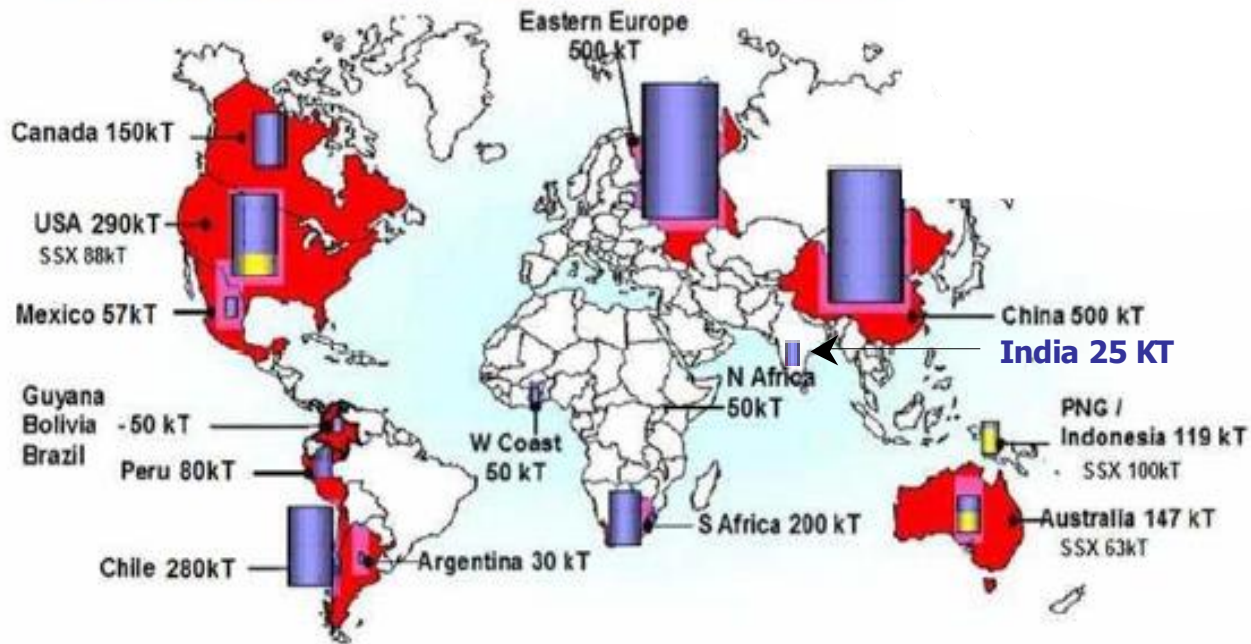 Eastern Europe
500 kT
Canada 150kT
USA 290kT
SSX 88kT
Mexico 57kT
China 500 kT
India 25 KT
N Africa
50kT
Guyana
Bolivia - 50 kT
Brazil
W Coast
50 kT
PNG /
Indonesia 119 kT
SSX 100kT
Peru 80kT
S Africa 200 kT
Australia 147 kT
SSX 63kT
Chile 280kT
Argentina 30 kT